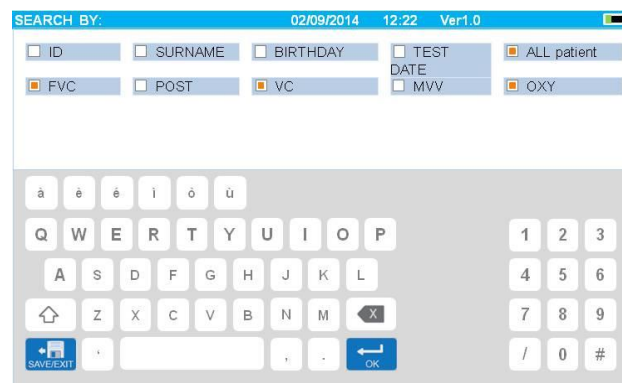 SEARCH BY: 02/09/2014 12:22 Ver1.0
ID SURNAME BIRTHDAY TEST DATE ALL patient
FVC POST VC MVV OXY
à è é ì ò ù
Q W E R T Y U I O P 1 2 3
A S D F G H J K L 4 5 6
Z X C V B N M X 7 8 9
SAVE/EXIT ' , . OK / 0 #